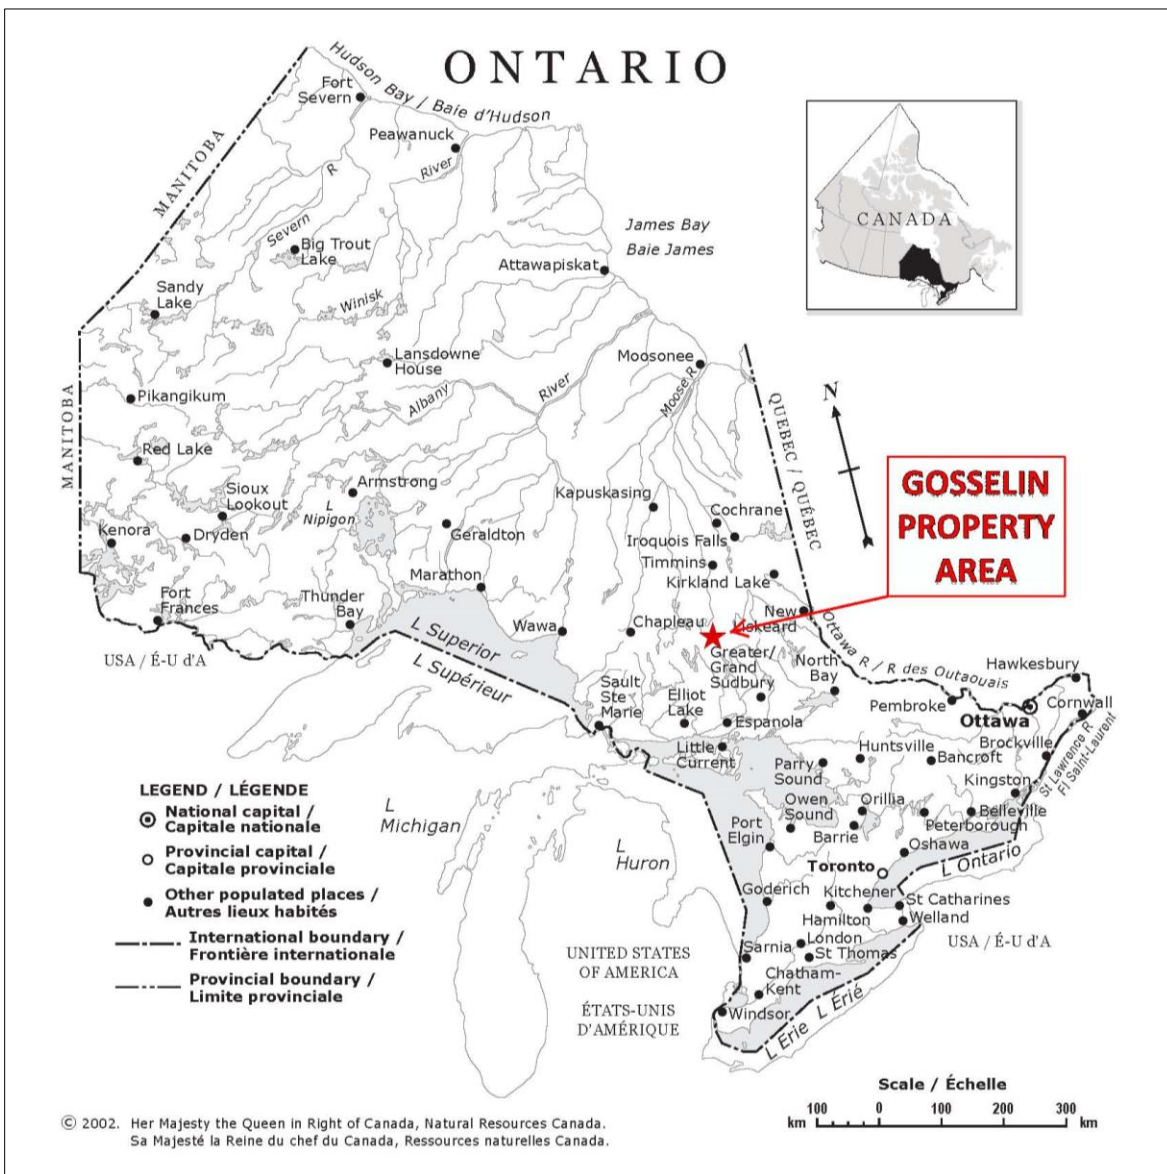 ONTARIO
Hudson Bay / Baie d'Hudson
Fort
Severn
Peawanuck
River
MANITOBA
R
Severn
Big Trout
Lake
James Bay
Baie James
CANADA
Attawapiskat
Sandy
Lake
Winisk
Lansdowne
House
Moosonee
Albany
River
Moose R
MANITOBA
Pikangikum
QUEBEC / QUÉBEC
N
Red Lake
Sioux
Lookout
Armstrong
L
Nipigon
Kapuskasing
Cochrane
GOSSELIN
PROPERTY
AREA
Kenora
Dryden
Geraldton
Iroquois Falls
Timmins
Kirkland Lake
Marathon
Fort
Frances
Thunder
Bay
Wawa
Chapleau
New
Liskeard
Ottawa R / R des Outaouais
USA / É-U d'A
L Superior
L Supérieur
Greater/
Grand
Sudbury
North
Bay
Hawkesbury
Sault
Ste
Marie
Elliot
Lake
Espanola
Pembroke
Ottawa
Cornwall
Little
Current
Parry
Sound
Huntsville
Bancroft
Brockville
St Lawrence R
Fl Saint-Laurent
Kingston
LEGEND / LÉGENDE
National capital /
Capitale nationale
Provincial capital /
Capitale provinciale
Other populated places /
Autres lieux habités
International boundary /
Frontière internationale
Provincial boundary /
Limite provinciale
L
Michigan
L
Huron
Port
Elgin
Owen
Sound
Orillia
Barrie
Belleville
Peterborough
Oshawa
Toronto
L Ontario
Goderich
Kitchener
Hamilton
St Catharines
Welland
USA / É-U d'A
UNITED STATES
OF AMERICA
ÉTATS-UNIS
D'AMÉRIQUE
Sarnia
London
St Thomas
Chatham-
Kent
Windsor
L Erie L Érié
Scale / Échelle
100 0 100 200 300
km km
© 2002. Her Majesty the Queen in Right of Canada, Natural Resources Canada.
Sa Majesté la Reine du chef du Canada, Ressources naturelles Canada.